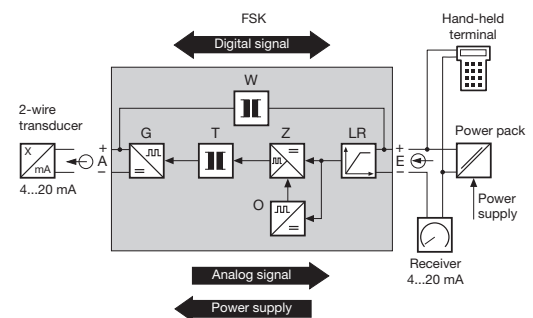 FSK
Digital signal
Hand-held
terminal
W
2-wire
transducer
G
T
Z
LR
Power pack
+
A
−
+
E
−
X
mA
4...20 mA
O
Power
supply
Receiver
4...20 mA
Analog signal
Power supply